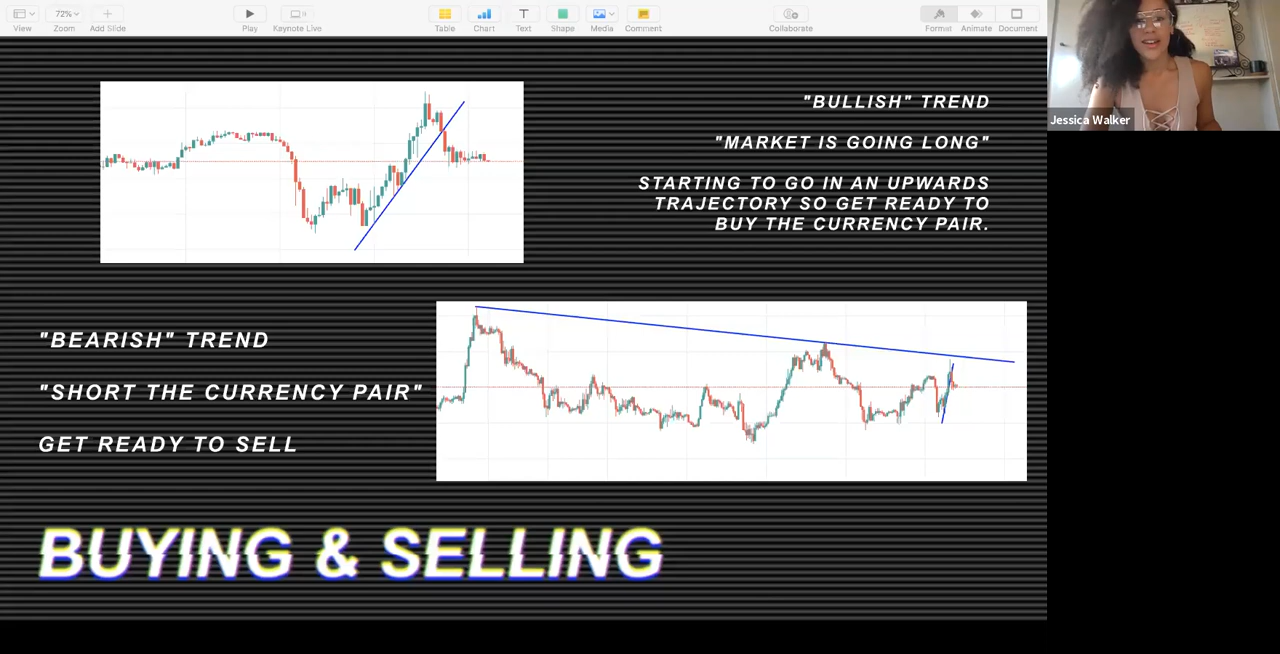 View
72%
Zoom
Add Slide
Play
Keynote Live
Table
Chart
Text
Shape
Media
Comment
Collaborate
Format
Animate
Document
Jessica Walker
"BULLISH" TREND
"MARKET IS GOING LONG"
STARTING TO GO IN AN UPWARDS
TRAJECTORY SO GET READY TO
BUY THE CURRENCY PAIR.
"BEARISH" TREND
"SHORT THE CURRENCY PAIR"
GET READY TO SELL
BUYING & SELLING